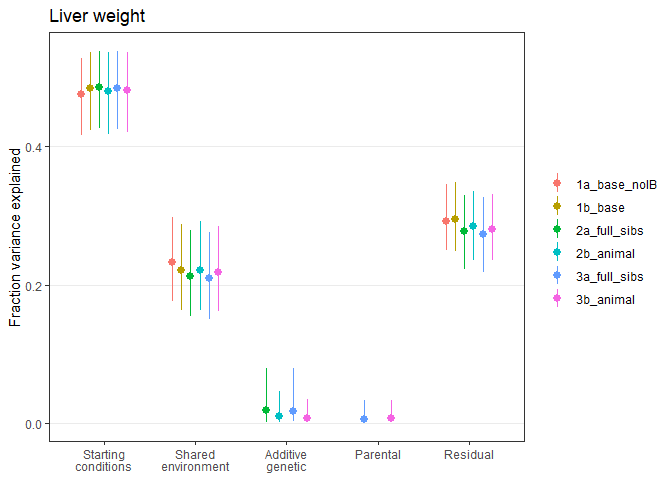 Liver weight
Fraction variance explained
0.4
0.2
0.0
Starting
conditions
Shared
environment
Additive
genetic
Parental
Residual
1a_base_noIB
1b_base
2a_full_sibs
2b_animal
3a_full_sibs
3b_animal